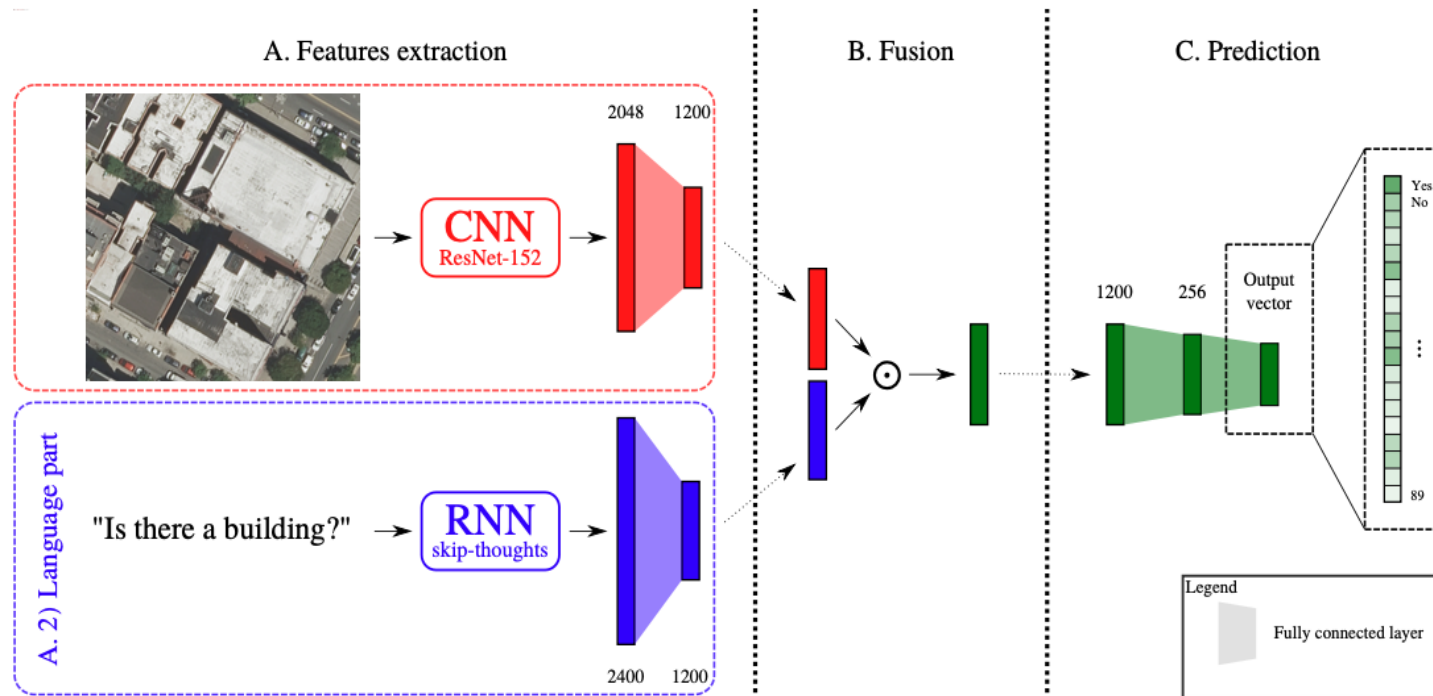 A. Features extraction
B. Fusion
C. Prediction
2048
1200
CNN
ResNet-152
A. 2) Language part
"Is there a building?"
RNN
skip-thoughts
2400
1200
1200
256
Output
vector
Yes
No
⋮
89
Legend
Fully connected layer